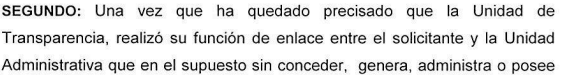 SEGUNDO: Una vez que ha quedado precisado que la Unidad de
Transparencia, realizó su función de enlace entre el solicitante y la Unidad
Administrativa que en el supuesto sin conceder, genera, administra o posee